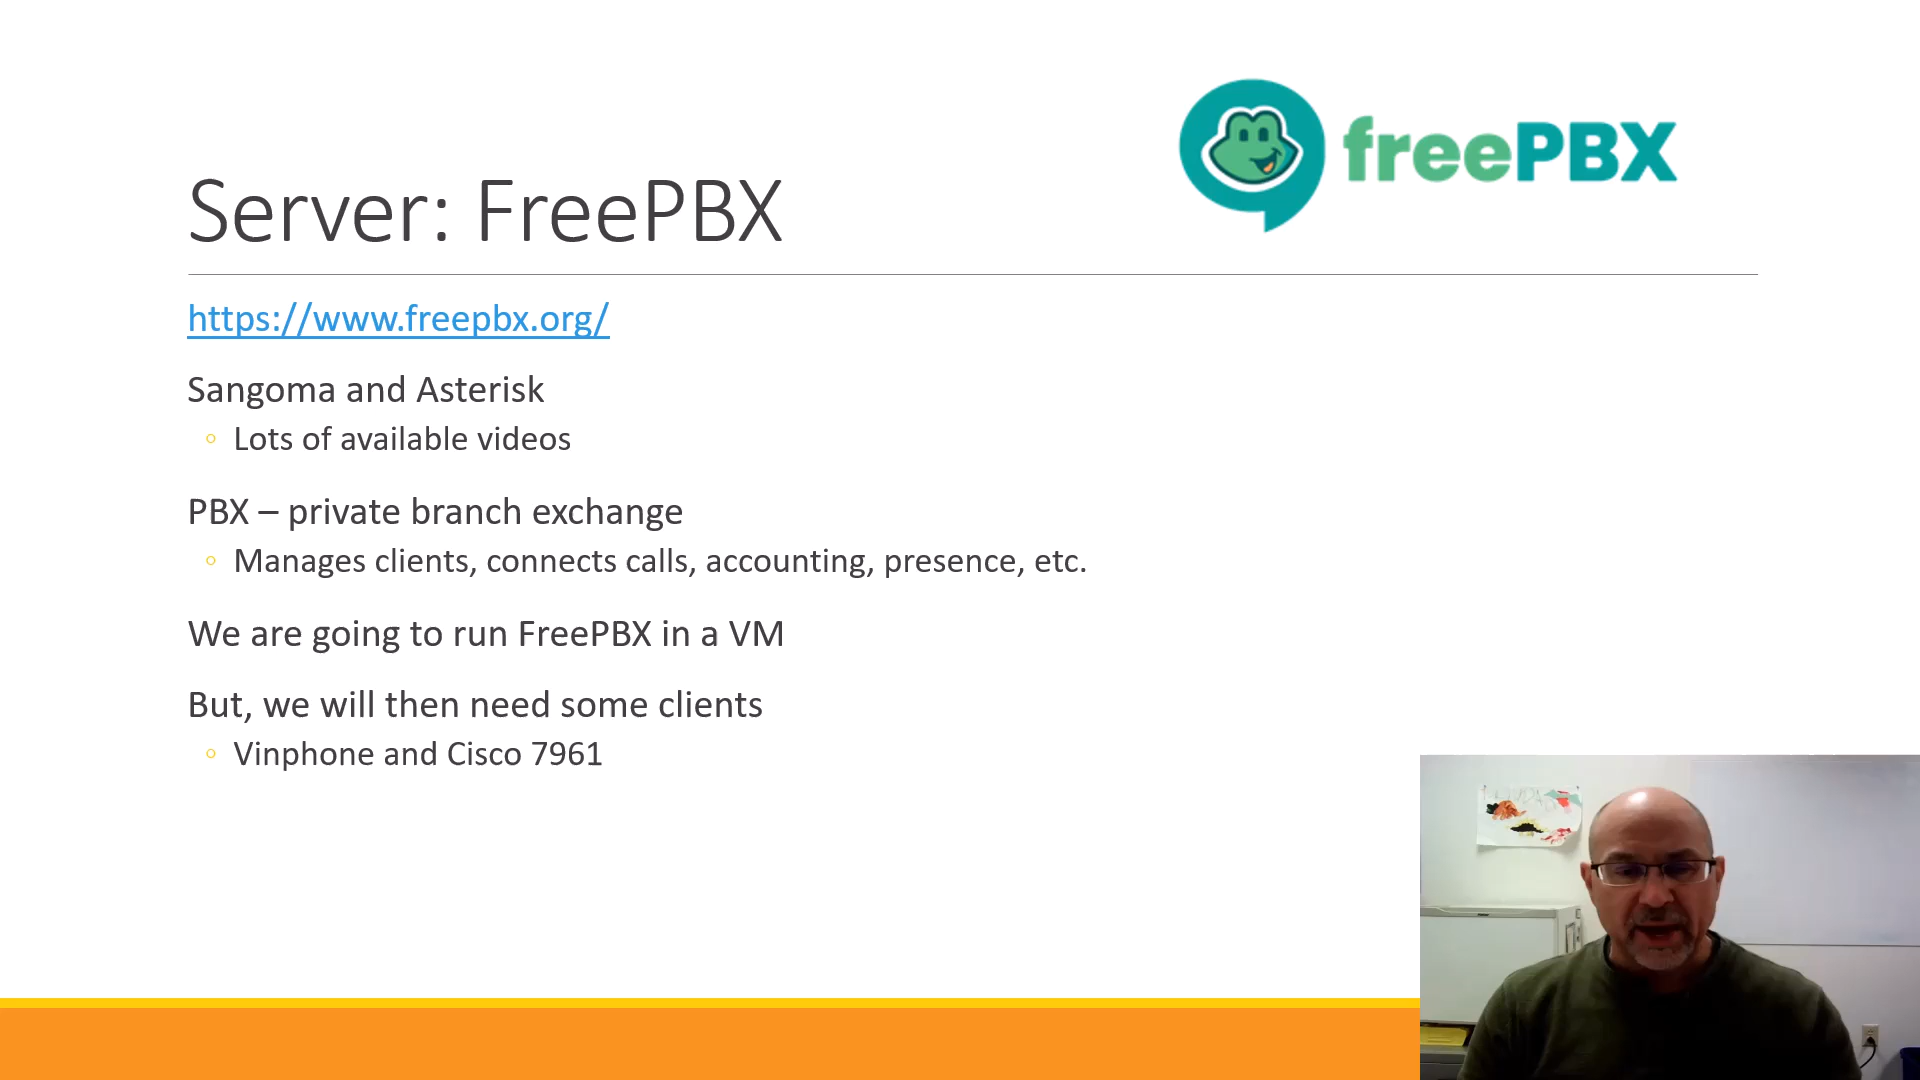 freePBX
Server: FreePBX
https://www.freepbx.org/
Sangoma and Asterisk
Lots of available videos
PBX – private branch exchange
Manages clients, connects calls, accounting, presence, etc.
We are going to run FreePBX in a VM
But, we will then need some clients
Vinphone and Cisco 7961